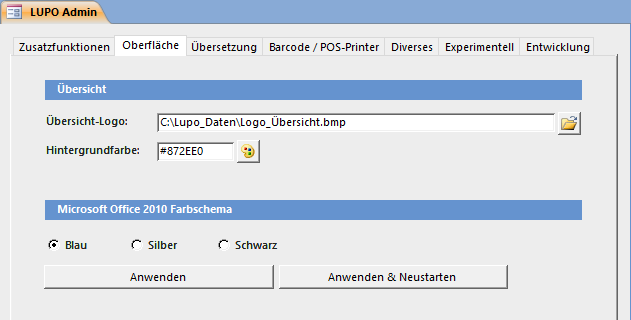 LUPO Admin
Zusatzfunktionen Oberfläche Übersetzung Barcode / POS-Printer Diverses Experimentell Entwicklung
Übersicht
Übersicht-Logo: C:\Lupo_Daten\Logo_Übersicht.bmp
Hintergrundfarbe: #872EE0
Microsoft Office 2010 Farbschema
Blau Silber Schwarz
Anwenden Anwenden & Neustarten